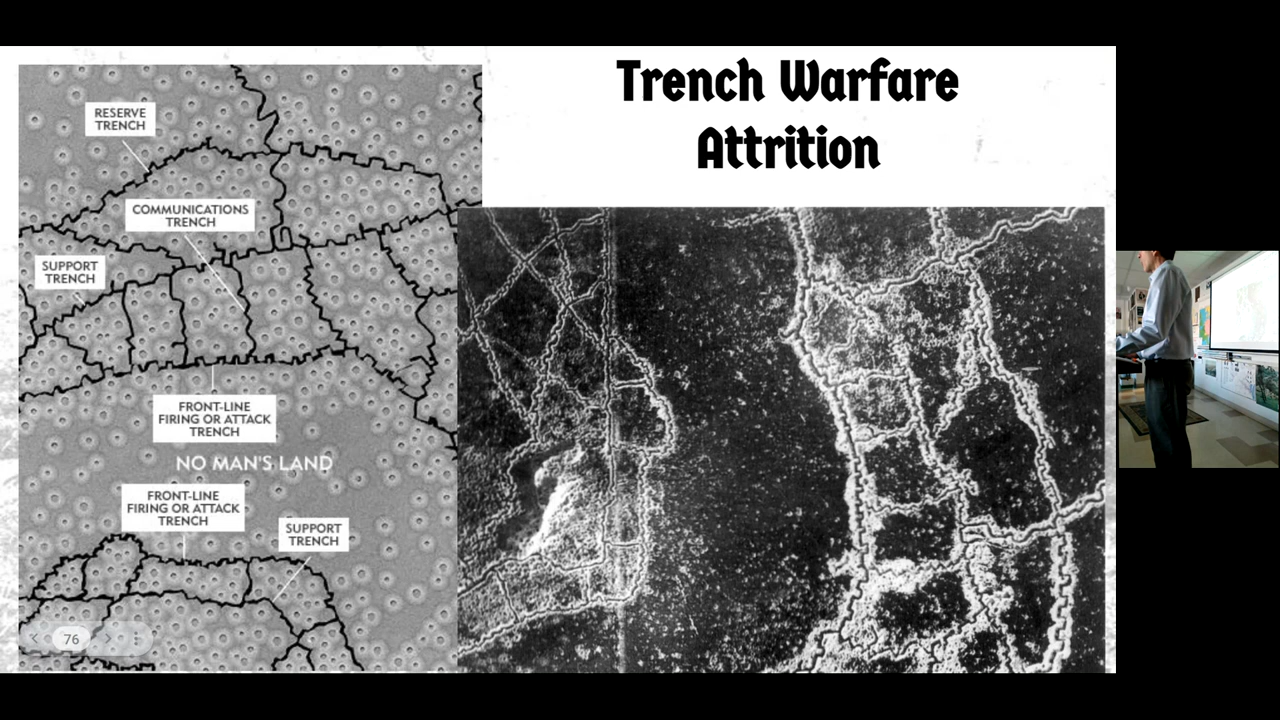 Trench Warfare
Attrition
RESERVE
TRENCH
COMMUNICATIONS
TRENCH
SUPPORT
TRENCH
FRONT-LINE
FIRING OR ATTACK
TRENCH
NO MAN'S LAND
FRONT-LINE
FIRING OR ATTACK
TRENCH
SUPPORT
TRENCH
76